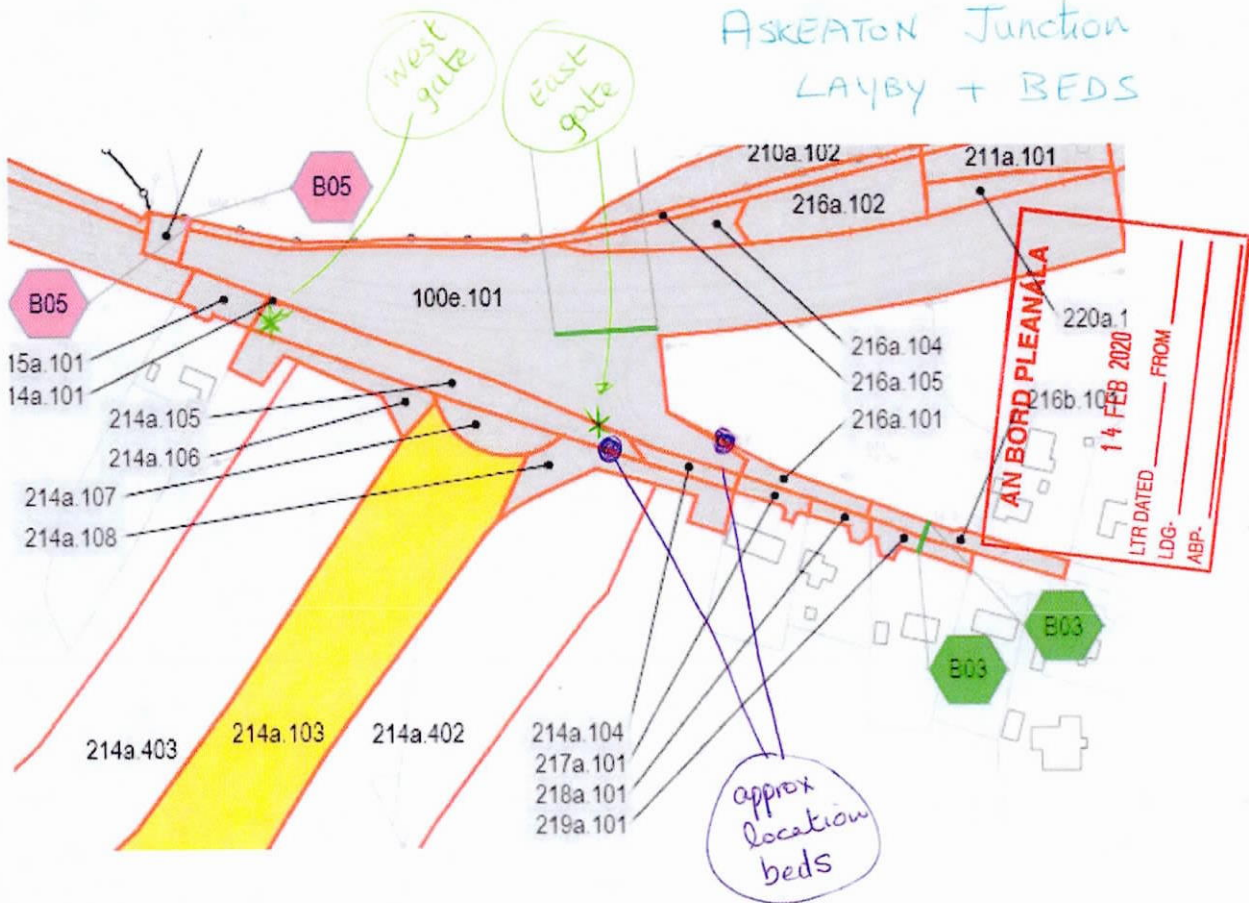 ASKEATON Junction
LAYBY + BEDS
west
gate
East
gate
B05
B05
210a.102
211a.101
216a.102
100e.101
15a.101
14a.101
214a.105
214a.106
214a.107
214a.108
216a.104
216a.105
216a.101
220a.1
216b.10
AN BORD PLEANÁLA
14 FEB 2020
LTR DATED FROM
LDG-
ABP-
B03
B03
214a.403
214a.103
214a.402
214a.104
217a.101
218a.101
219a.101
approx
location
beds